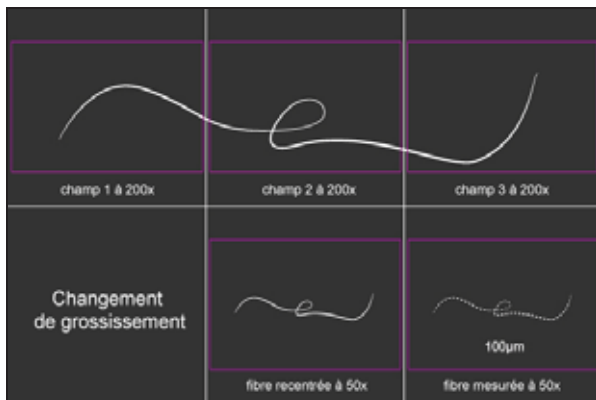 champ 1 à 200x
champ 2 à 200x
champ 3 à 200x
Changement
de grossissement
100µm
fibre recentrée à 50x
fibre mesurée à 50x